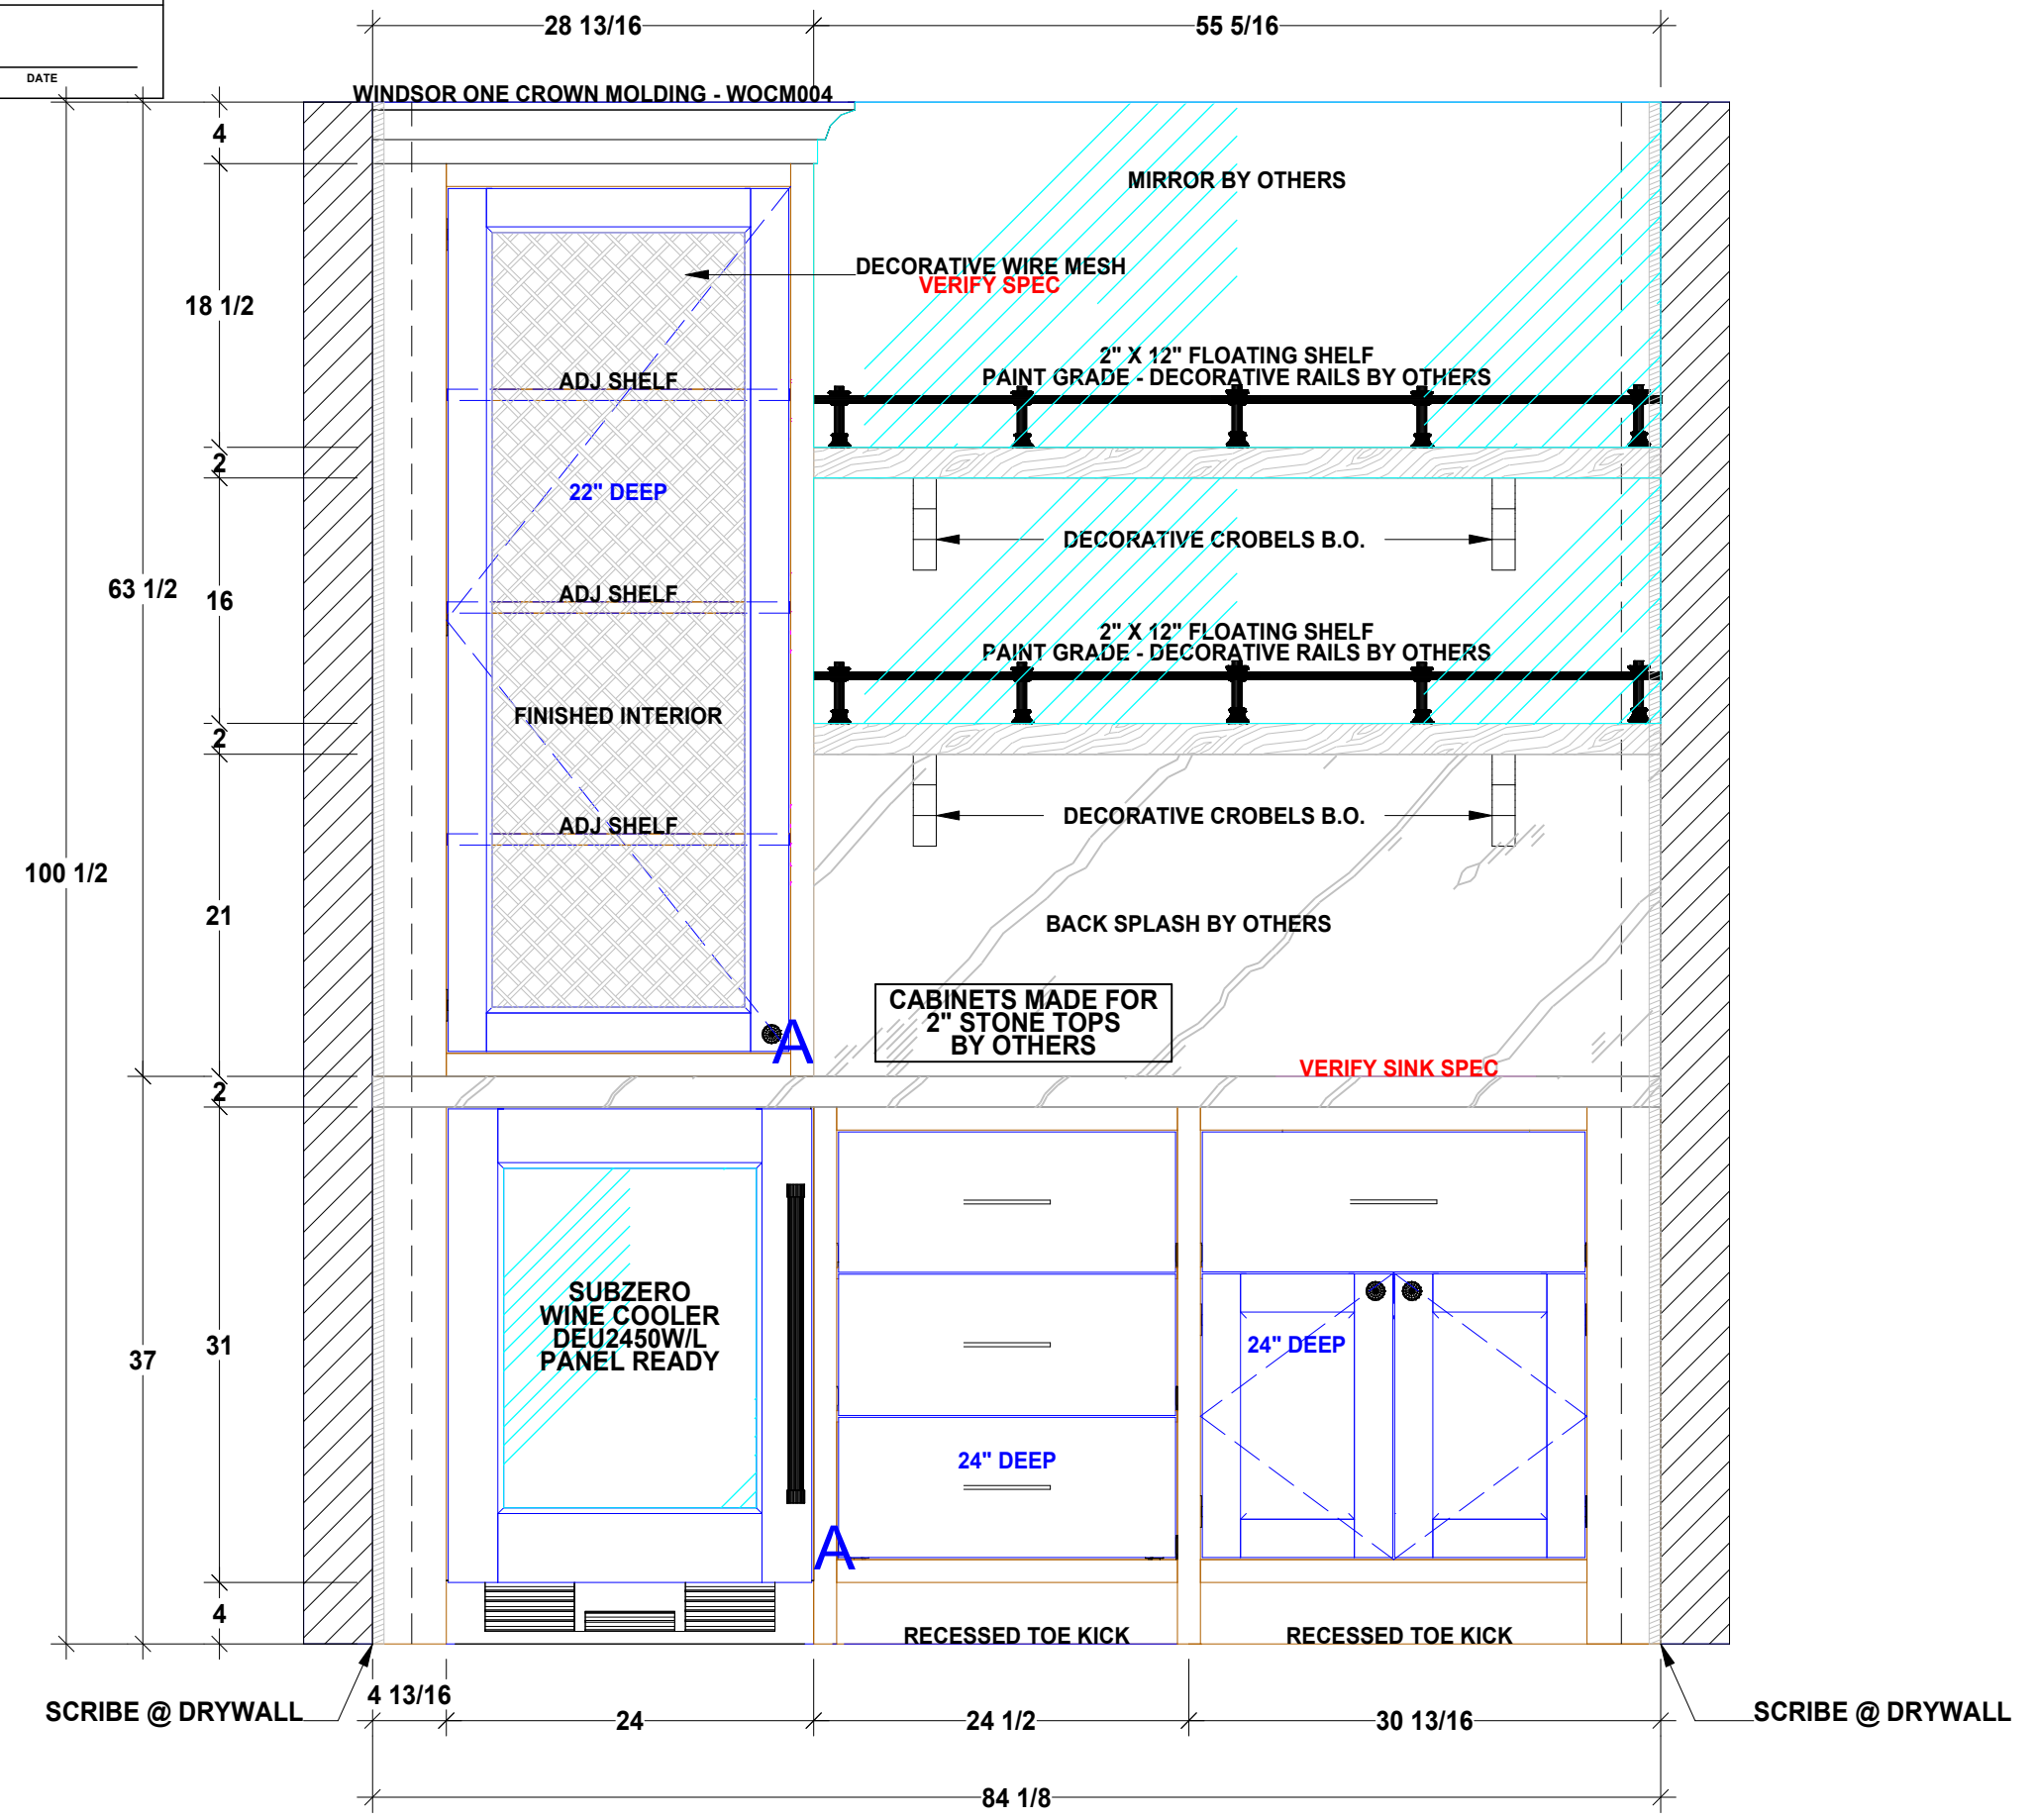 28 13/16
55 5/16
DATE
WINDSOR ONE CROWN MOLDING - WOCM004
4
MIRROR BY OTHERS
DECORATIVE WIRE MESH
VERIFY SPEC
18 1/2
2" X 12" FLOATING SHELF
PAINT GRADE - DECORATIVE RAILS BY OTHERS
ADJ SHELF
2
22" DEEP
DECORATIVE CROBELS B.O.
63 1/2
16
ADJ SHELF
2" X 12" FLOATING SHELF
PAINT GRADE - DECORATIVE RAILS BY OTHERS
FINISHED INTERIOR
2
DECORATIVE CROBELS B.O.
ADJ SHELF
100 1/2
21
BACK SPLASH BY OTHERS
CABINETS MADE FOR
2" STONE TOPS
BY OTHERS
A
VERIFY SINK SPEC
2
SUBZERO
WINE COOLER
DEU2450W/L
PANEL READY
24" DEEP
31
37
24" DEEP
A
4
RECESSED TOE KICK
RECESSED TOE KICK
4 13/16
SCRIBE @ DRYWALL
24
24 1/2
30 13/16
SCRIBE @ DRYWALL
84 1/8